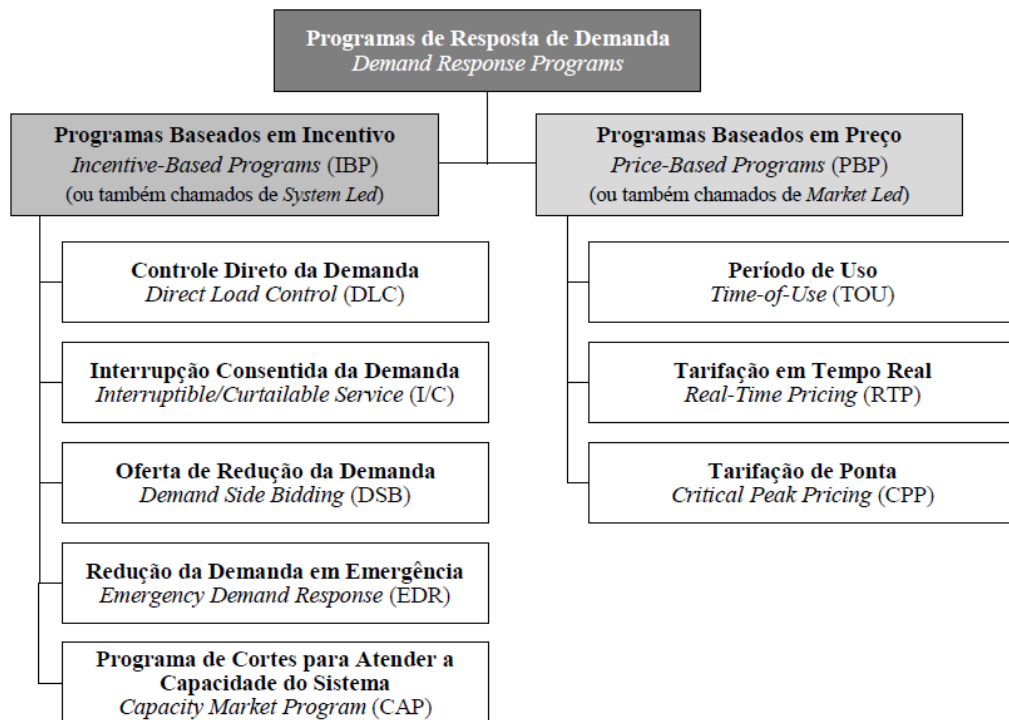 Programas de Resposta de Demanda
Demand Response Programs
Programas Baseados em Incentivo
Incentive-Based Programs (IBP)
(ou também chamados de System Led)
Controle Direto da Demanda
Direct Load Control (DLC)
Interrupção Consentida da Demanda
Interruptible/Curtailable Service (I/C)
Oferta de Redução da Demanda
Demand Side Bidding (DSB)
Redução da Demanda em Emergência
Emergency Demand Response (EDR)
Programa de Cortes para Atender a
Capacidade do Sistema
Capacity Market Program (CAP)
Programas Baseados em Preço
Price-Based Programs (PBP)
(ou também chamados de Market Led)
Período de Uso
Time-of-Use (TOU)
Tarifação em Tempo Real
Real-Time Pricing (RTP)
Tarifação de Ponta
Critical Peak Pricing (CPP)